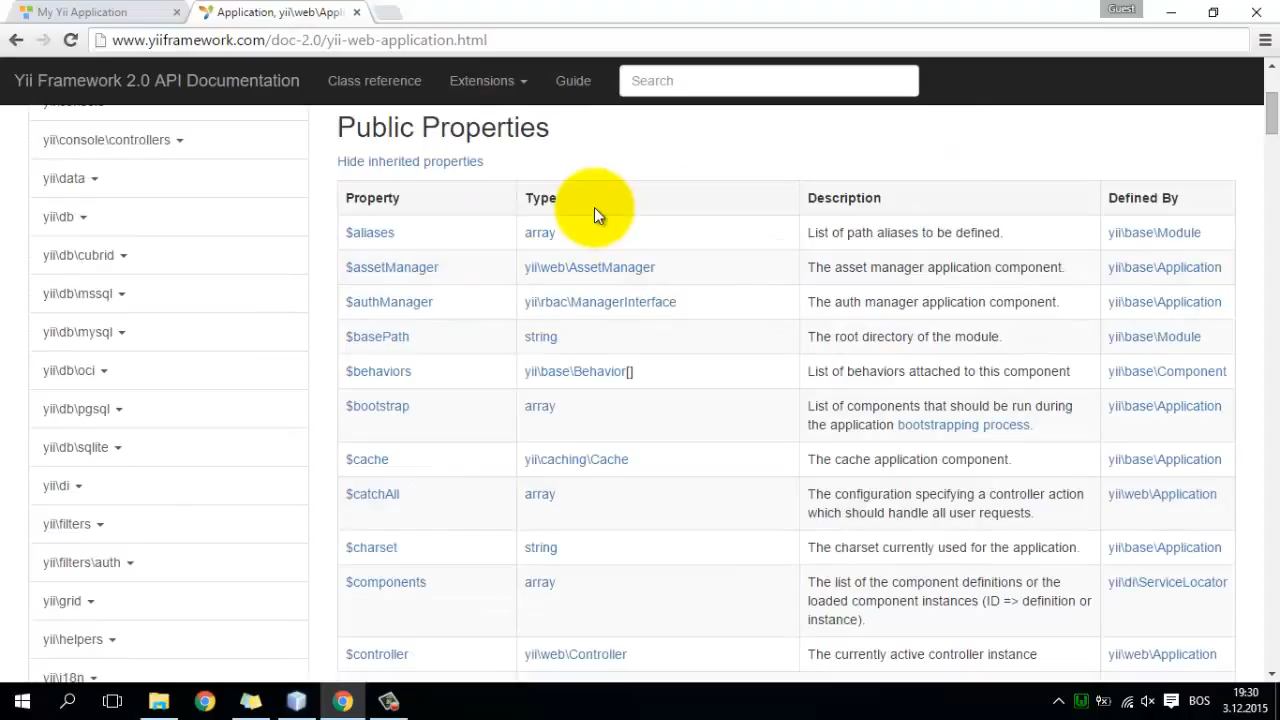 My Yii Application
Application, yii\web\Appli
Guest
www.yiiframework.com/doc-2.0/yii-web-application.html
Yii Framework 2.0 API Documentation
Class reference
Extensions
Guide
Search
yii\console\controllers
yii\data
yii\db
yii\db\cubrid
yii\db\mssql
yii\db\mysql
yii\db\oci
yii\db\pgsql
yii\db\sqlite
yii\di
yii\filters
yii\filters\auth
yii\grid
yii\helpers
yii\i18n
Public Properties
Hide inherited properties
Property Type Description Defined By
$aliases array List of path aliases to be defined. yii\base\Module
$assetManager yii\web\AssetManager The asset manager application component. yii\base\Application
$authManager yii\rbac\ManagerInterface The auth manager application component. yii\base\Application
$basePath string The root directory of the module. yii\base\Module
$behaviors yii\base\Behavior[] List of behaviors attached to this component yii\base\Component
$bootstrap array List of components that should be run during yii\base\Application
the application bootstrapping process.
$cache yii\caching\Cache The cache application component. yii\base\Application
$catchAll array The configuration specifying a controller action yii\web\Application
which should handle all user requests.
$charset string The charset currently used for the application. yii\base\Application
$components array The list of the component definitions or the yii\di\ServiceLocator
loaded component instances (ID => definition or
instance).
$controller yii\web\Controller The currently active controller instance yii\web\Application
BOS
19:30
3.12.2015